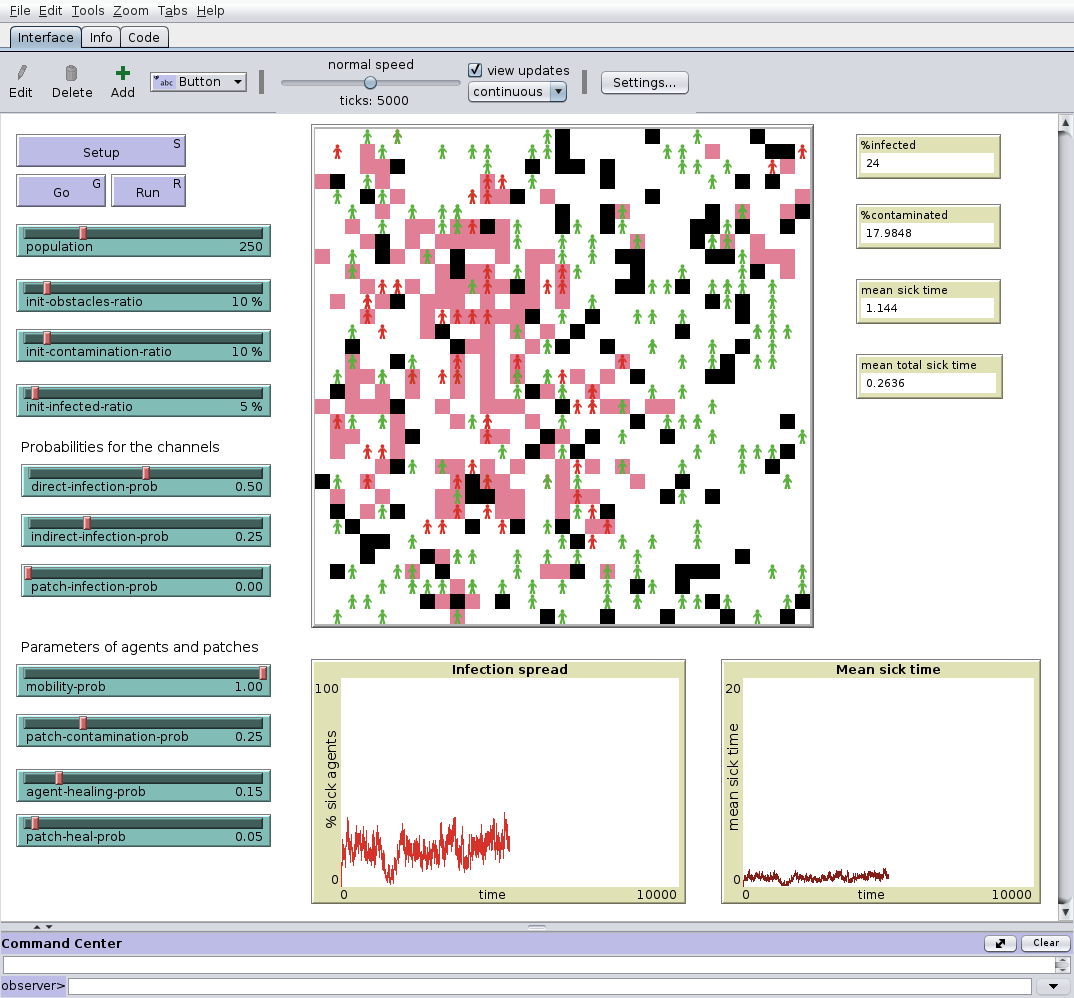 File Edit Tools Zoom Tabs Help
Interface Info Code
normal speed
view updates
Edit Delete Add abc Button continuous Settings...
ticks: 5000
Setup S
Go G Run R
population 250
init-obstacles-ratio 10 %
init-contamination-ratio 10 %
init-infected-ratio 5 %
Probabilities for the channels
direct-infection-prob 0.50
indirect-infection-prob 0.25
patch-infection-prob 0.00
Parameters of agents and patches
mobility-prob 1.00
patch-contamination-prob 0.25
agent-healing-prob 0.15
patch-heal-prob 0.05
%infected
24
%contaminated
17.9848
mean sick time
1.144
mean total sick time
0.2636
Infection spread
100
% sick agents
0
0 time 10000
Mean sick time
20
mean sick time
0
0 time 10000
Command Center Clear
observer>